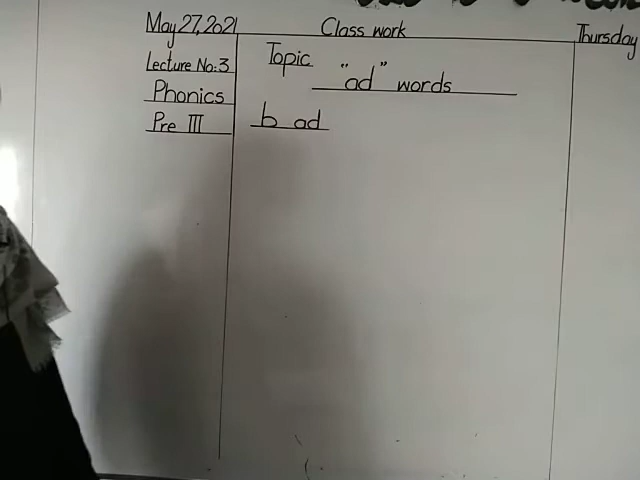 May 27, 2021 Class work Thursday
Lecture No:3 Topic
"ad" words
Phonics
Pre III b ad